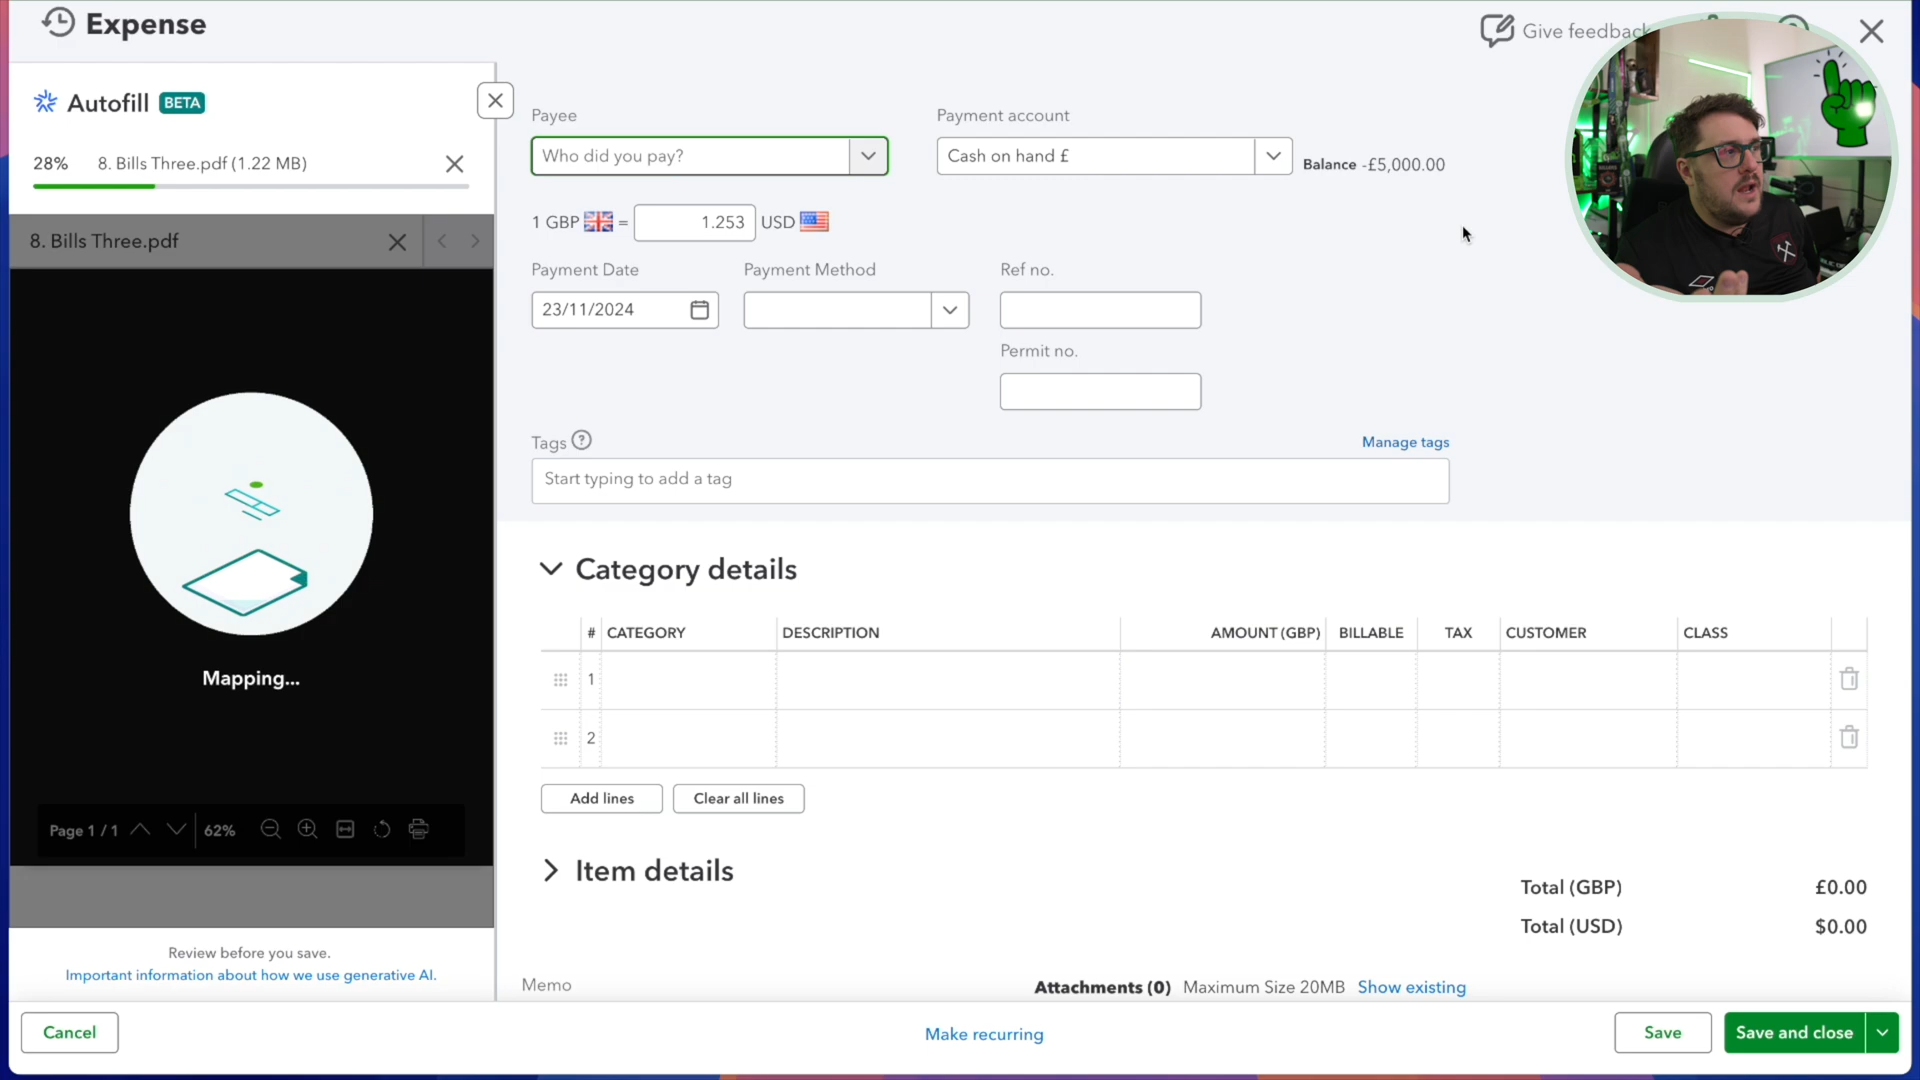 Expense
Give feedback
Autofill BETA
28% 8. Bills Three.pdf (1.22 MB)
8. Bills Three.pdf
Mapping...
Page 1 / 1 62%
Review before you save.
Important information about how we use generative AI.
Payee
Payment account
Who did you pay?
Cash on hand £
Balance -£5,000.00
1 GBP = 1.253 USD
Payment Date
Payment Method
Ref no.
23/11/2024
Permit no.
Tags ?
Manage tags
Start typing to add a tag
Category details
# CATEGORY DESCRIPTION AMOUNT (GBP) BILLABLE TAX CUSTOMER CLASS
1
2
Add lines
Clear all lines
Item details
Total (GBP) £0.00
Total (USD) $0.00
Memo
Attachments (0) Maximum Size 20MB Show existing
Cancel
Make recurring
Save
Save and close